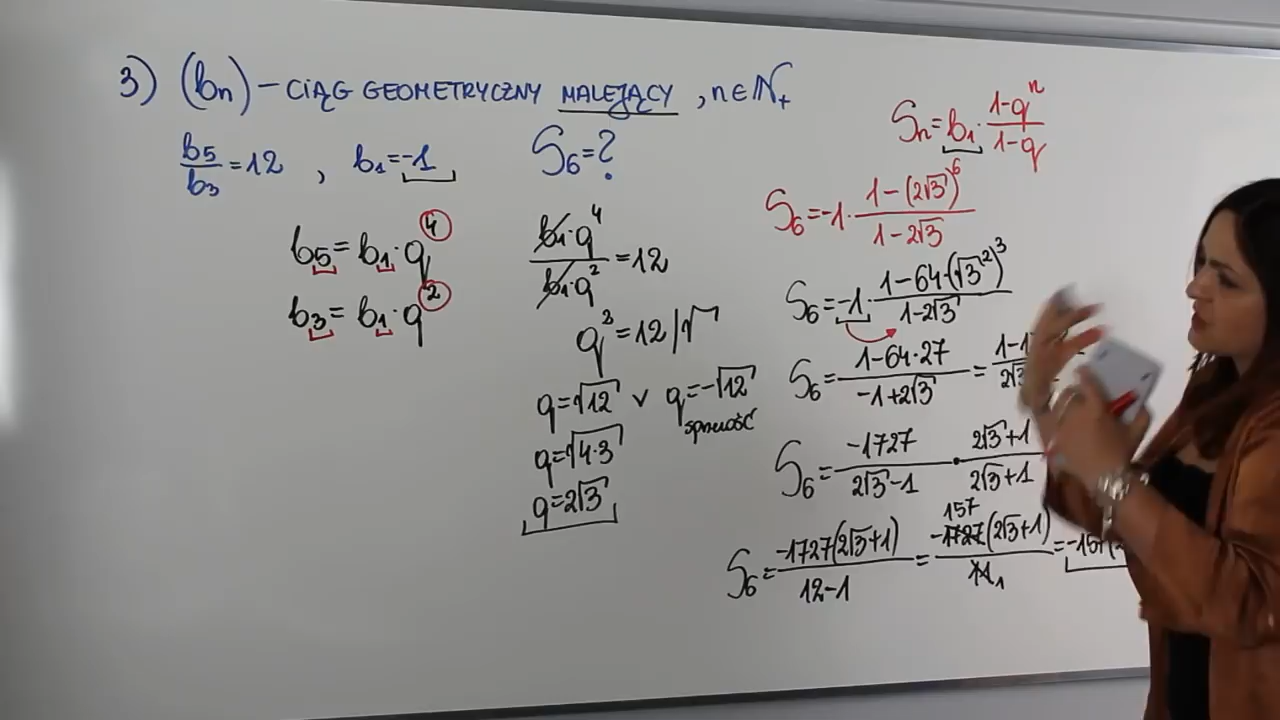 3) (bn) – CIĄG GEOMETRYCZNY MALEJĄCY , n∈N₊
b5/b3 = 12 , b1 = -1 S6 = ?
b5 = b1 · q^4
b3 = b1 · q^2
b1·q^4 / b1·q^2 = 12
q^2 = 12 /√
q = √12 ∨ q = -√12
q = √4·3
q = 2√3
Sn = b1 · (1-q^n)/(1-q)
S6 = -1 · (1-(2√3)^6)/(1-2√3)
S6 = -1 · (1-64·(√3^2)^3)/(1-2√3)
S6 = (1-64·27)/(-1+2√3) =
S6 = -1727/(2√3-1) · (2√3+1)/(2√3+1)
S6 = -1727(2√3+1)/(12-1) = -1727 157 (2√3+1)/11 1 = -157(2